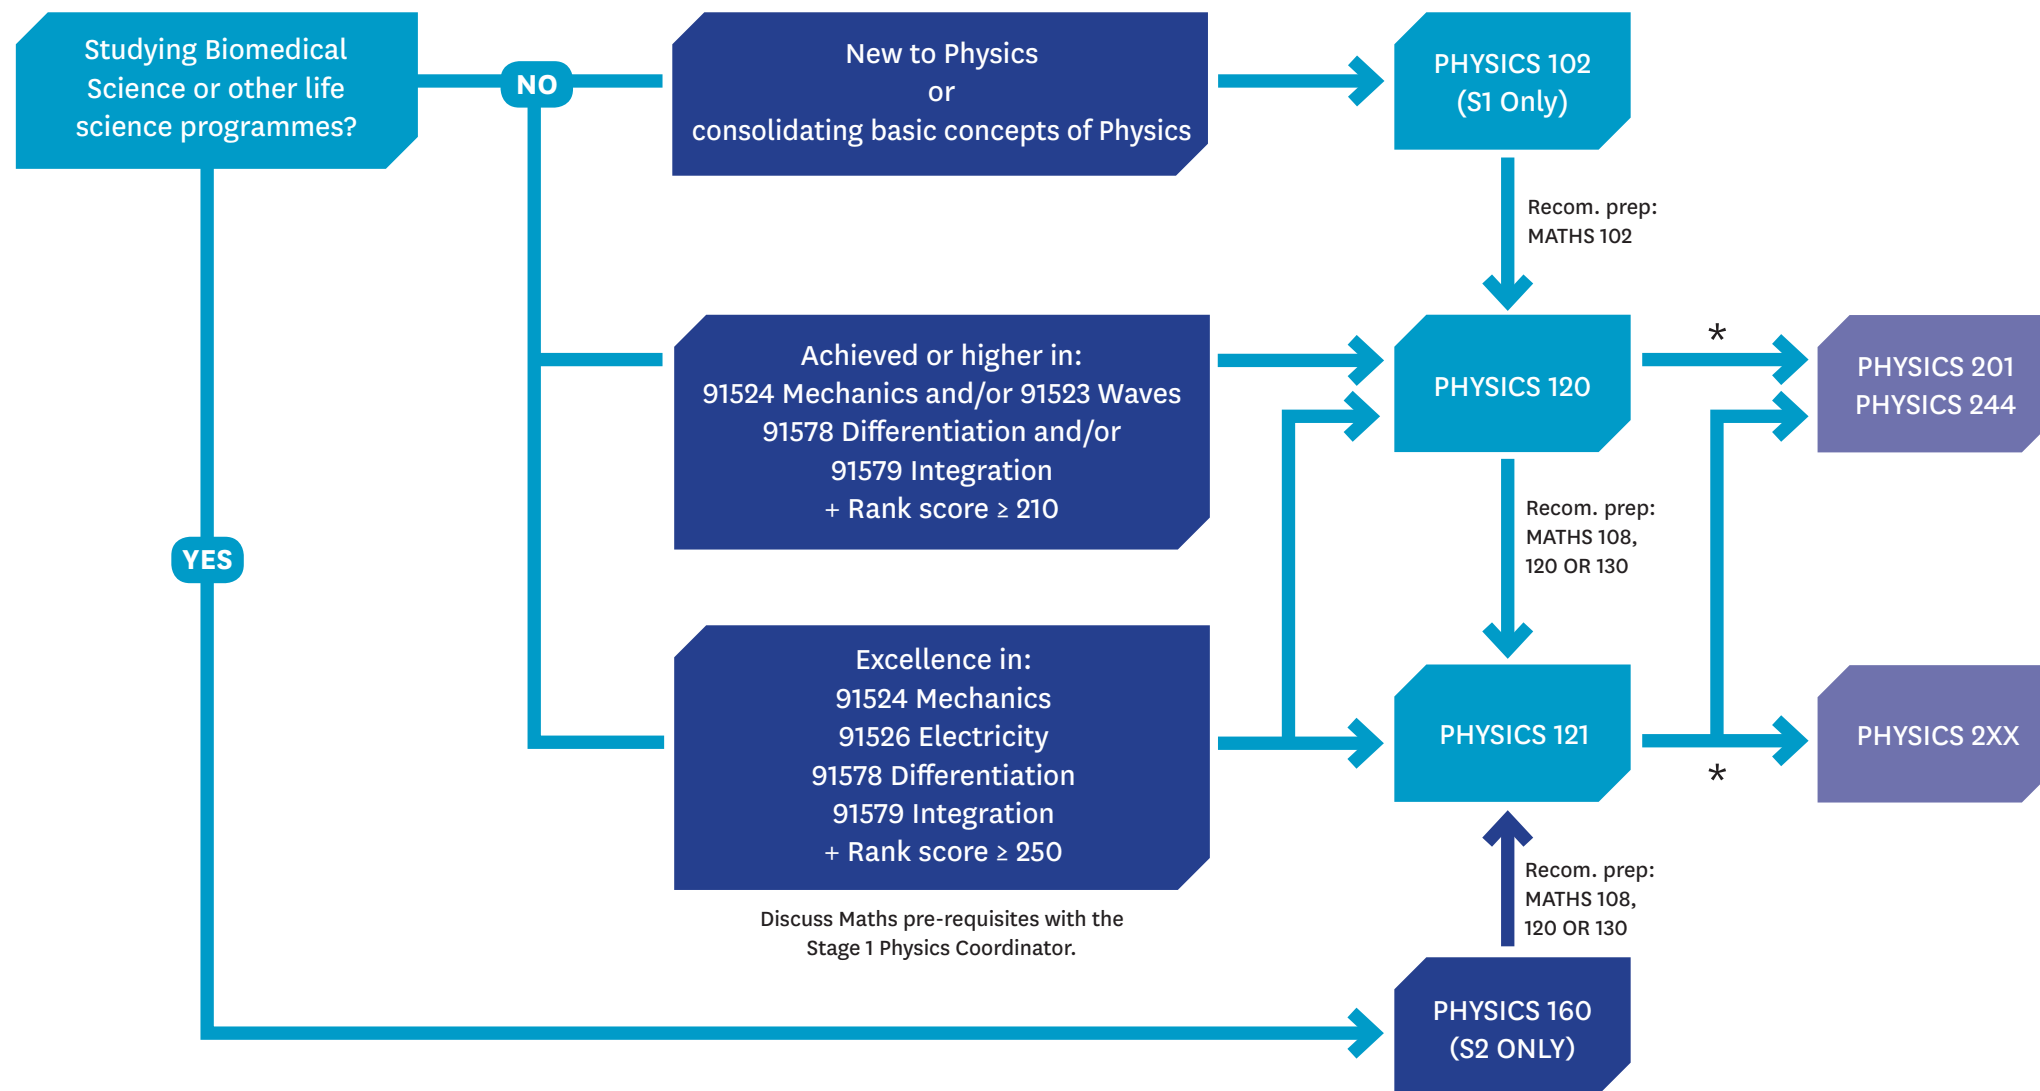 Studying Biomedical
Science or other life
science programmes?
NO
New to Physics
or
consolidating basic concepts of Physics
PHYSICS 102
(S1 Only)
Recom. prep:
MATHS 102
Achieved or higher in:
91524 Mechanics and/or 91523 Waves
91578 Differentiation and/or
91579 Integration
+ Rank score ≥ 210
PHYSICS 120
*
PHYSICS 201
PHYSICS 244
YES
Recom. prep:
MATHS 108,
120 OR 130
Excellence in:
91524 Mechanics
91526 Electricity
91578 Differentiation
91579 Integration
+ Rank score ≥ 250
PHYSICS 121
*
PHYSICS 2XX
Discuss Maths pre-requisites with the
Stage 1 Physics Coordinator.
Recom. prep:
MATHS 108,
120 OR 130
PHYSICS 160
(S2 ONLY)